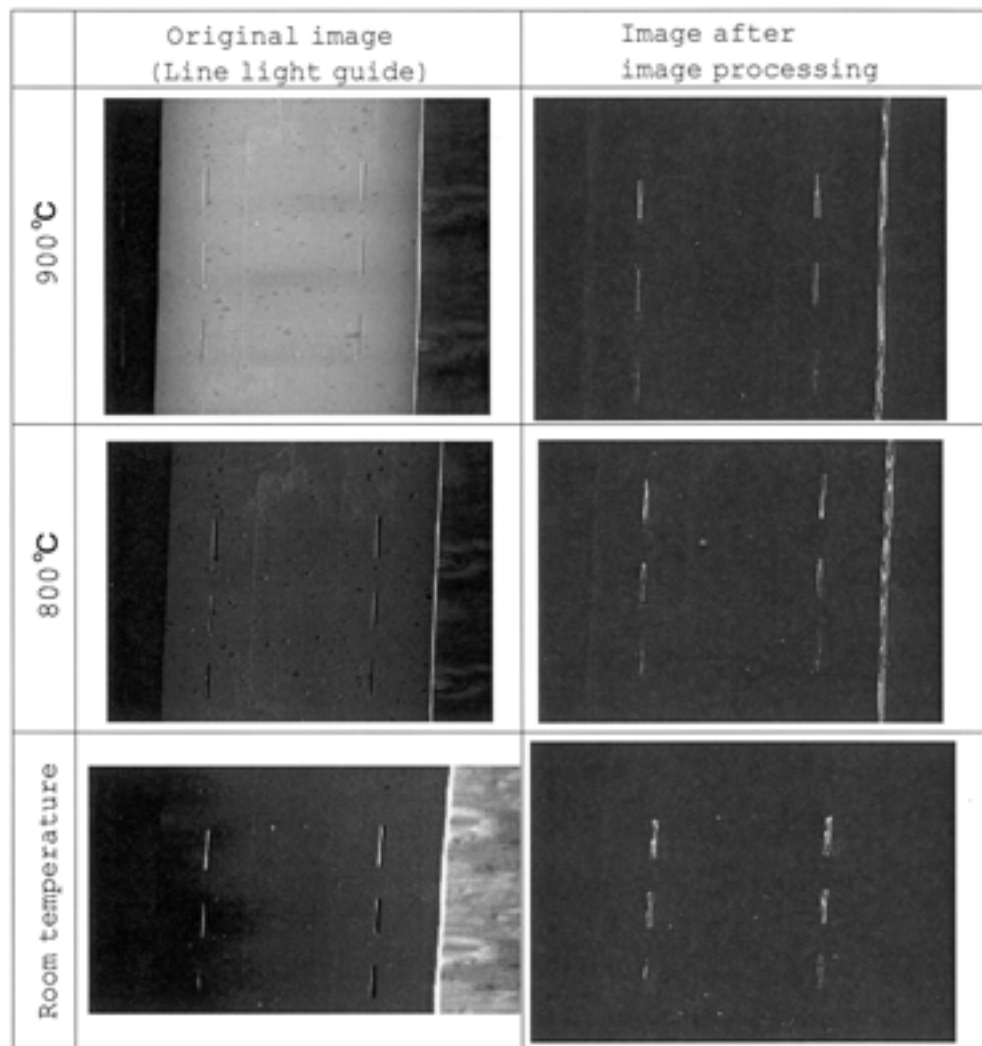 Original image
(Line light guide)
Image after
image processing
900°C
800°C
Room temperature